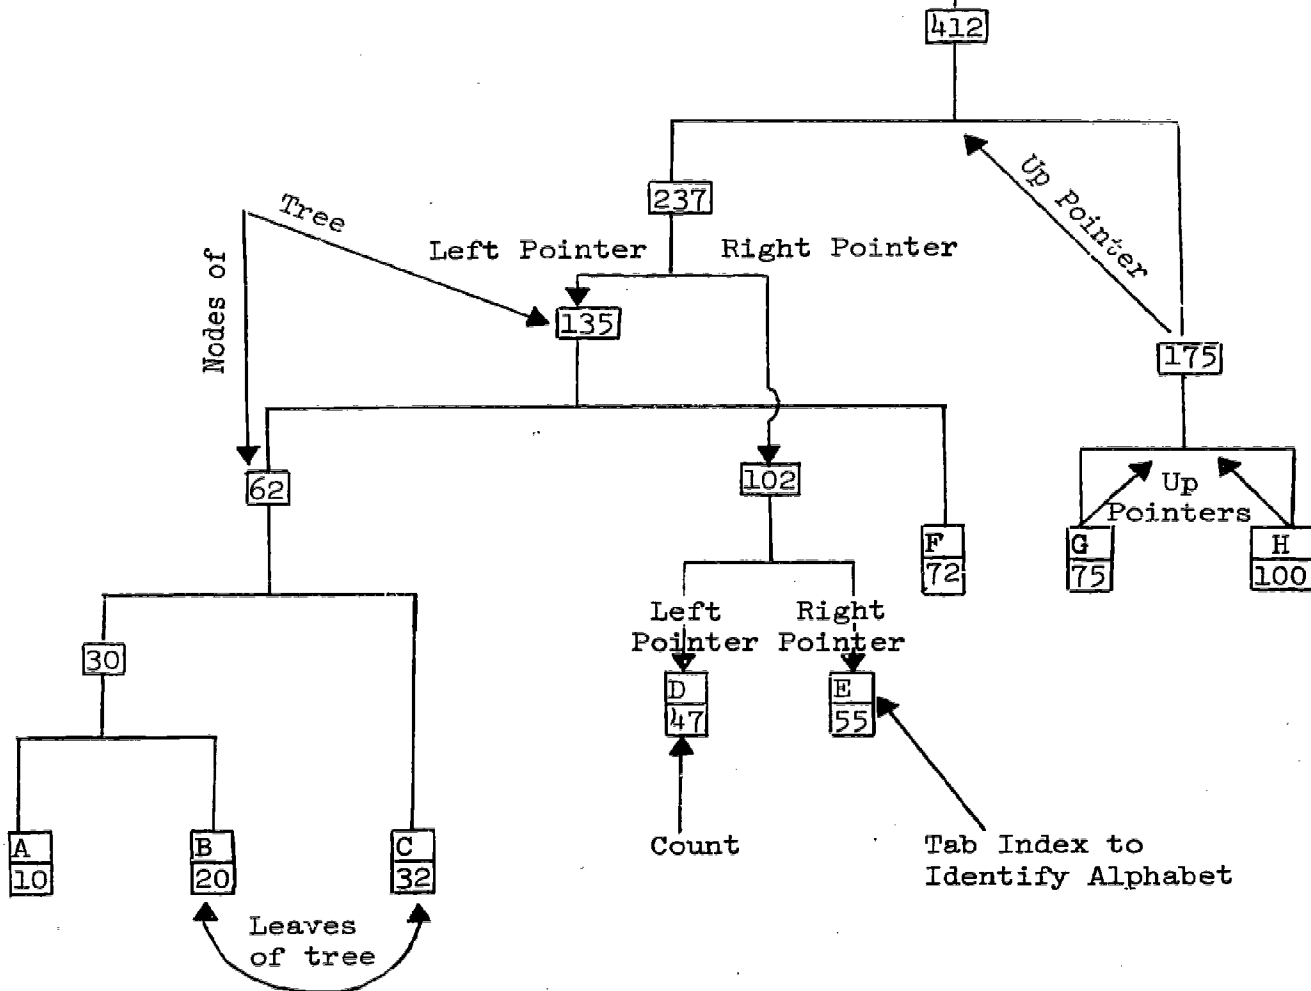 412
237
Tree
Up Pointer
Left Pointer
Right Pointer
Nodes of
135
175
62
102
Up
Pointers
F
72
G
75
H
100
Left
Pointer
Right
Pointer
30
D
47
E
55
A
10
B
20
C
32
Count
Tab Index to
Identify Alphabet
Leaves
of tree